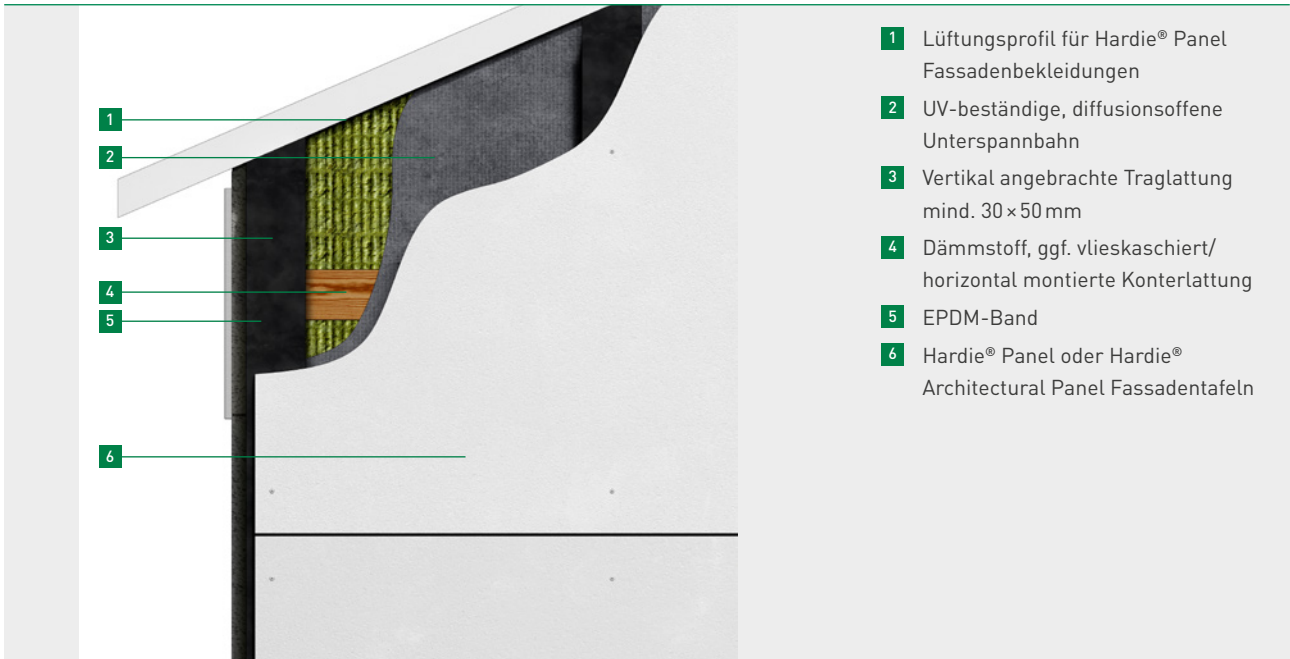 1
2
3
4
5
6
1 Lüftungsprofil für Hardie® Panel
Fassadenbekleidungen
2 UV-beständige, diffusionsoffene
Unterspannbahn
3 Vertikal angebrachte Traglattung
mind. 30 × 50 mm
4 Dämmstoff, ggf. vlieskaschiert/
horizontal montierte Konterlattung
5 EPDM-Band
6 Hardie® Panel oder Hardie®
Architectural Panel Fassadentafeln